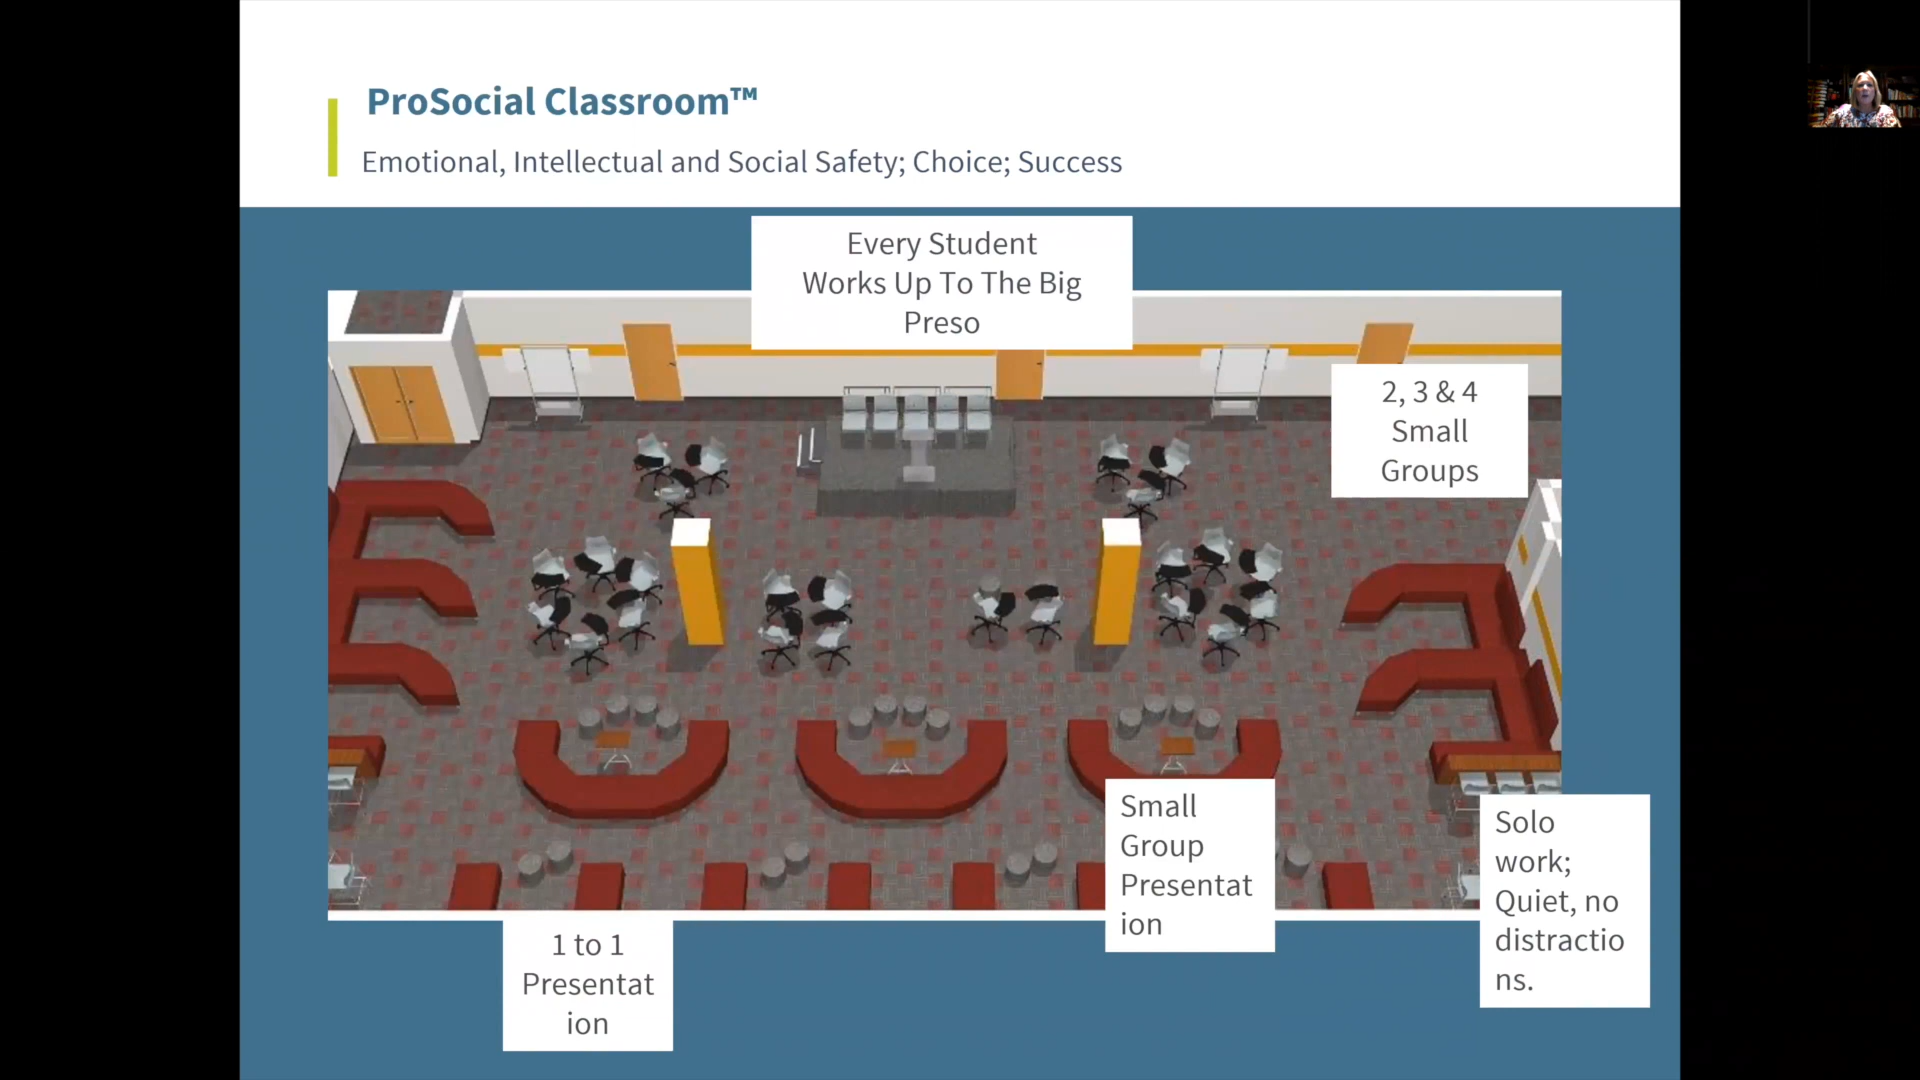 ProSocial Classroom™
Emotional, Intellectual and Social Safety; Choice; Success
Every Student
Works Up To The Big
Preso
2, 3 & 4
Small
Groups
Small
Group
Presentat
ion
Solo
work;
Quiet, no
distractio
ns.
1 to 1
Presentat
ion